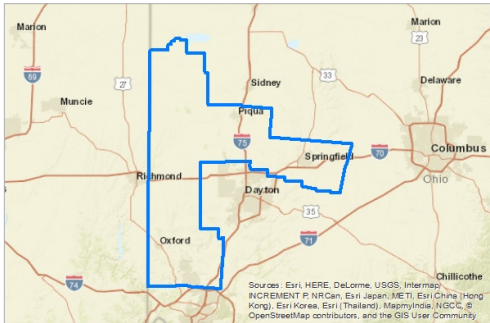 Marion
Marion
23
69
27
33
Sidney
Delaware
Muncie
Piqua
75
Columbus
Springfield
70
Richmond
Ohio
Dayton
35
Oxford
71
74
Chillicothe
Sources: Esri, HERE, DeLorme, USGS, Intermap,
INCREMENT P, NRCan, Esri Japan, METI, Esri China (Hong
Kong), Esri Korea, Esri (Thailand), MapmyIndia, NGCC, ©
OpenStreetMap contributors, and the GIS User Community